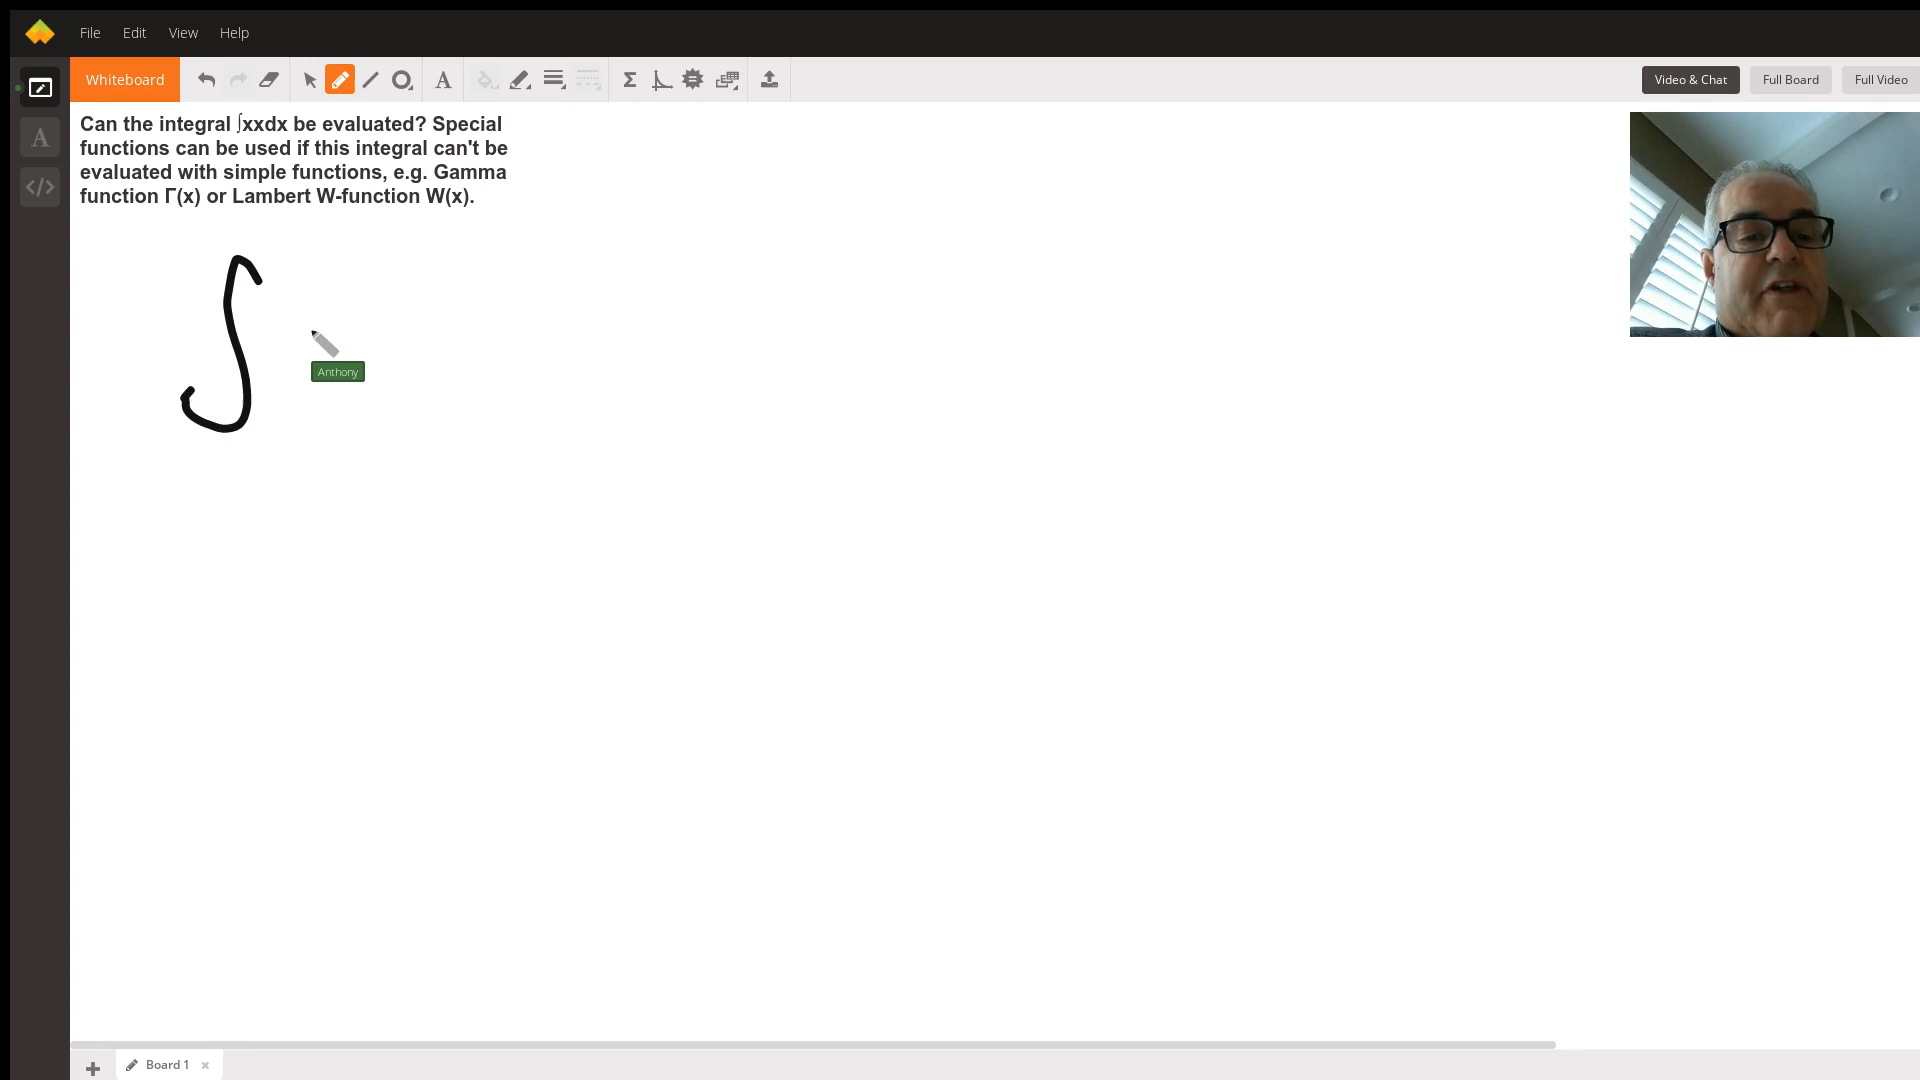 File Edit View Help
Whiteboard A Σ Video & Chat Full Board Full Video
A
</>
Can the integral ∫xxdx be evaluated? Special
functions can be used if this integral can't be
evaluated with simple functions, e.g. Gamma
function Γ(x) or Lambert W-function W(x).
∫
Anthony
Board 1